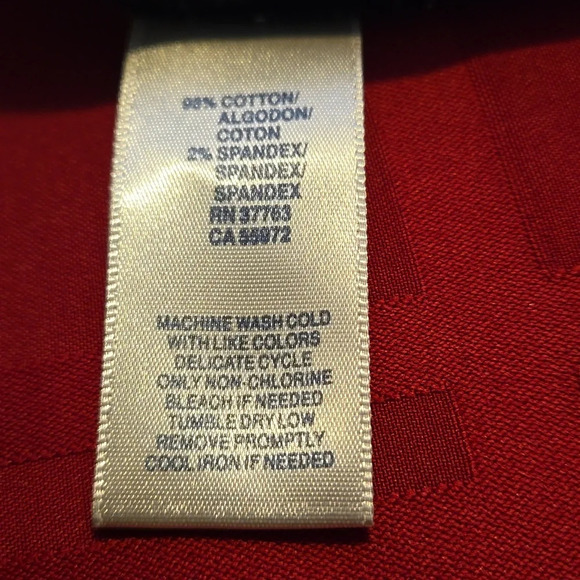 98% COTTON/
ALGODON/
COTON
2% SPANDEX/
SPANDEX/
SPANDEX
RN 37763
CA 55972
MACHINE WASH COLD
WITH LIKE COLORS
DELICATE CYCLE
ONLY NON-CHLORINE
BLEACH IF NEEDED
TUMBLE DRY LOW
REMOVE PROMPTLY
COOL IRON IF NEEDED